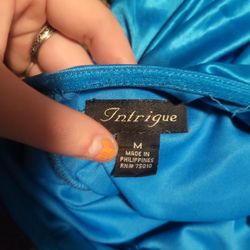 Intrigue
M
MADE IN
PHILIPPINES
RN# 75010